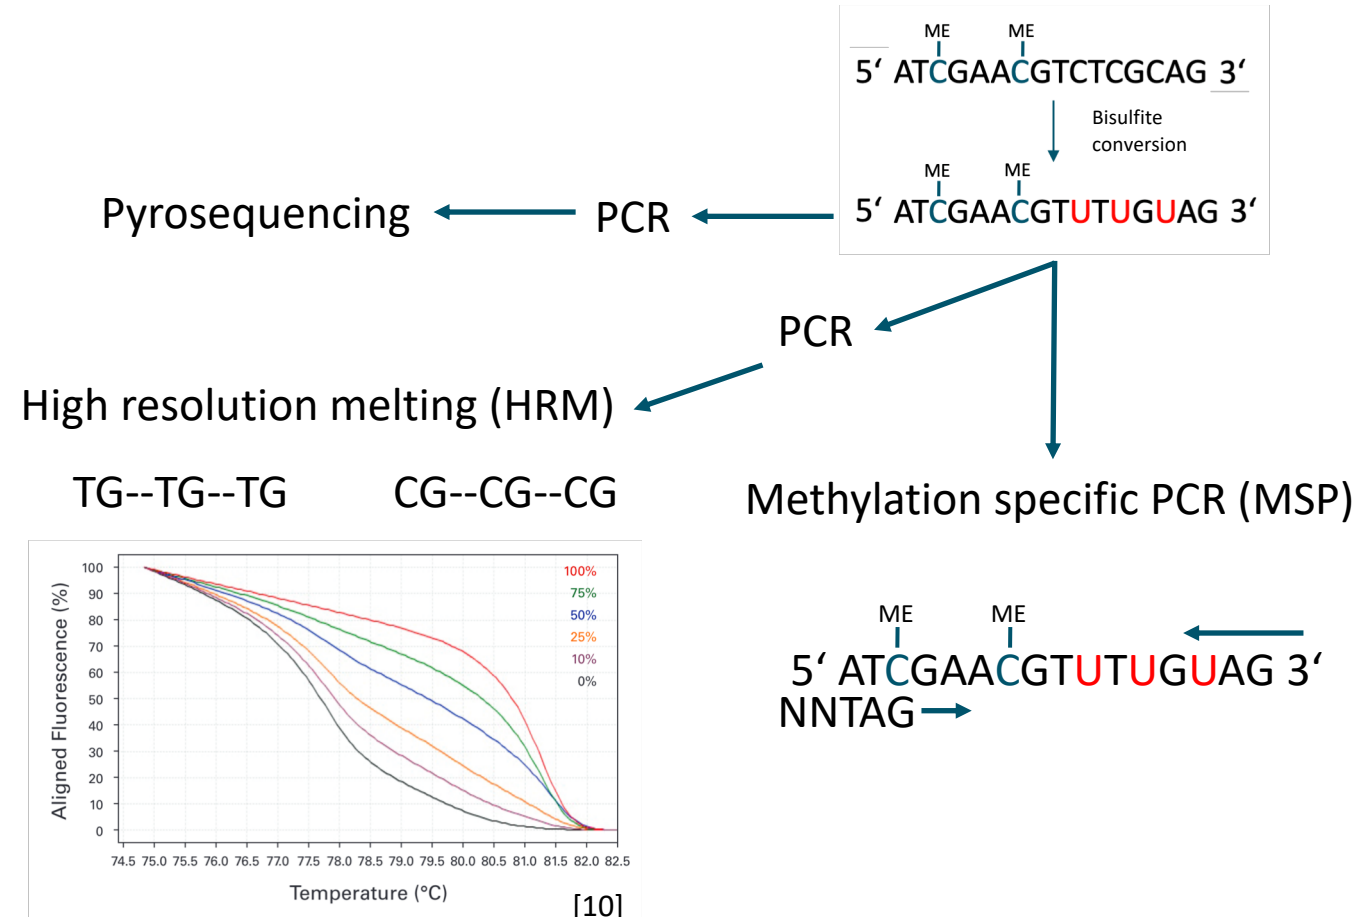 ME ME
5‘ ATCGAACGTCTCGCAG 3‘
Bisulfite
conversion
ME ME
5‘ ATCGAACGTUTUGUAG 3‘
Pyrosequencing
PCR
PCR
High resolution melting (HRM)
TG--TG--TG
CG--CG--CG
Aligned Fluorescence (%)
100
90
80
70
60
50
40
30
20
10
0
100%
75%
50%
25%
10%
0%
74.5 75.0 75.5 76.0 76.5 77.0 77.5 78.0 78.5 79.0 79.5 80.0 80.5 81.0 81.5 82.0 82.5
Temperature (°C)
[10]
Methylation specific PCR (MSP)
ME ME
5‘ ATCGAACGTUTUGUAG 3‘
NNTAG